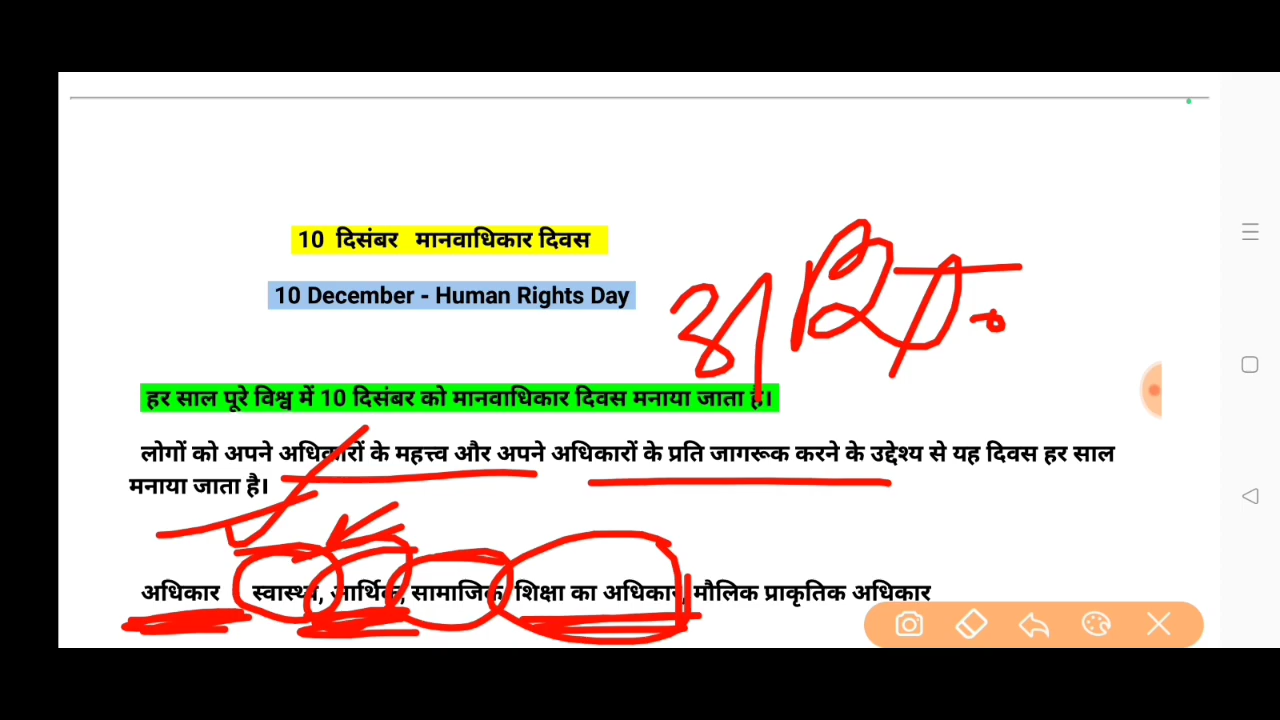 10 दिसंबर मानवाधिकार दिवस
10 December - Human Rights Day
हर साल पूरे विश्व में 10 दिसंबर को मानवाधिकार दिवस मनाया जाता है।
लोगों को अपने अधिकारों के महत्त्व और अपने अधिकारों के प्रति जागरूक करने के उद्देश्य से यह दिवस हर साल
मनाया जाता है।
अधिकार स्वास्थ्य, आर्थिक, सामाजिक, शिक्षा का अधिकार, मौलिक प्राकृतिक अधिकार